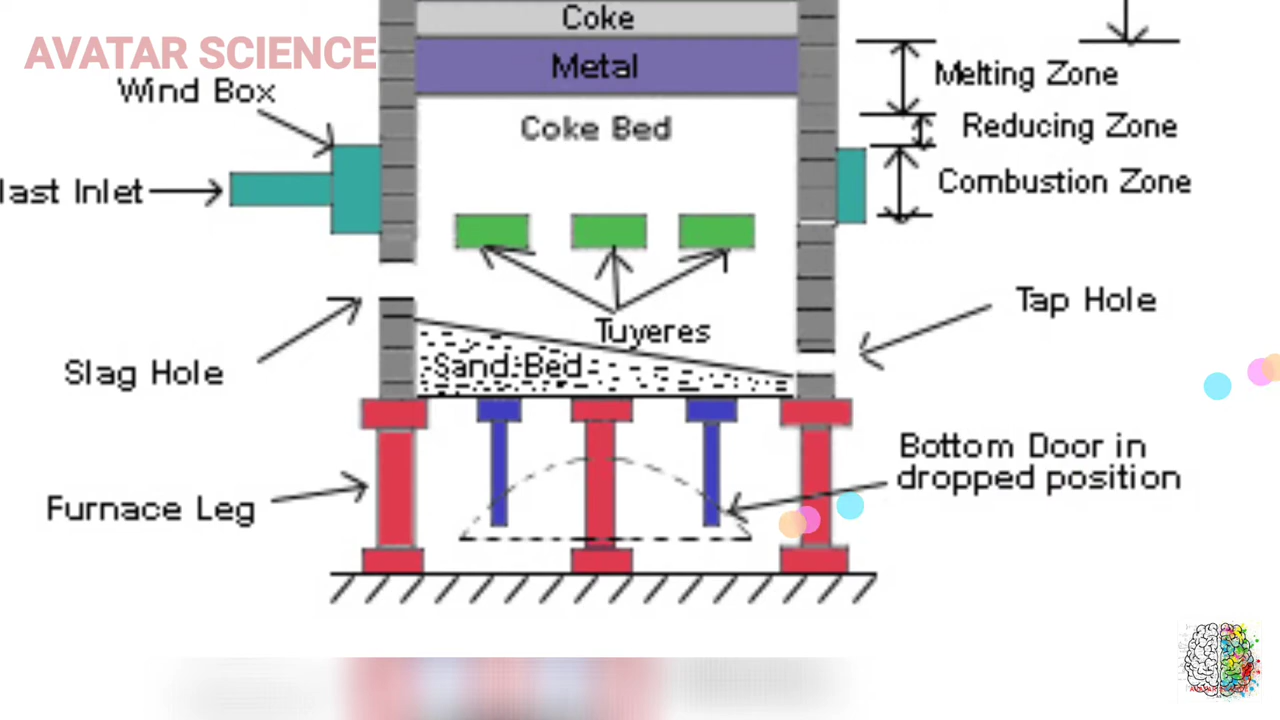 Coke
AVATAR SCIENCE
Metal
Melting Zone
Wind Box
Coke Bed
Reducing Zone
Combustion Zone
last Inlet
Tap Hole
Tuyeres
Sand Bed
Slag Hole
Bottom Door in
dropped position
Furnace Leg